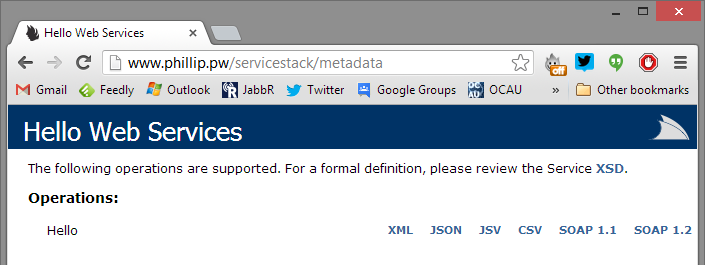 Hello Web Services
www.phillip.pw/servicestack/metadata
off
Gmail Feedly Outlook JabbR Twitter Google Groups OCAU » Other bookmarks
Hello Web Services
The following operations are supported. For a formal definition, please review the Service XSD.
Operations:
Hello XML JSON JSV CSV SOAP 1.1 SOAP 1.2